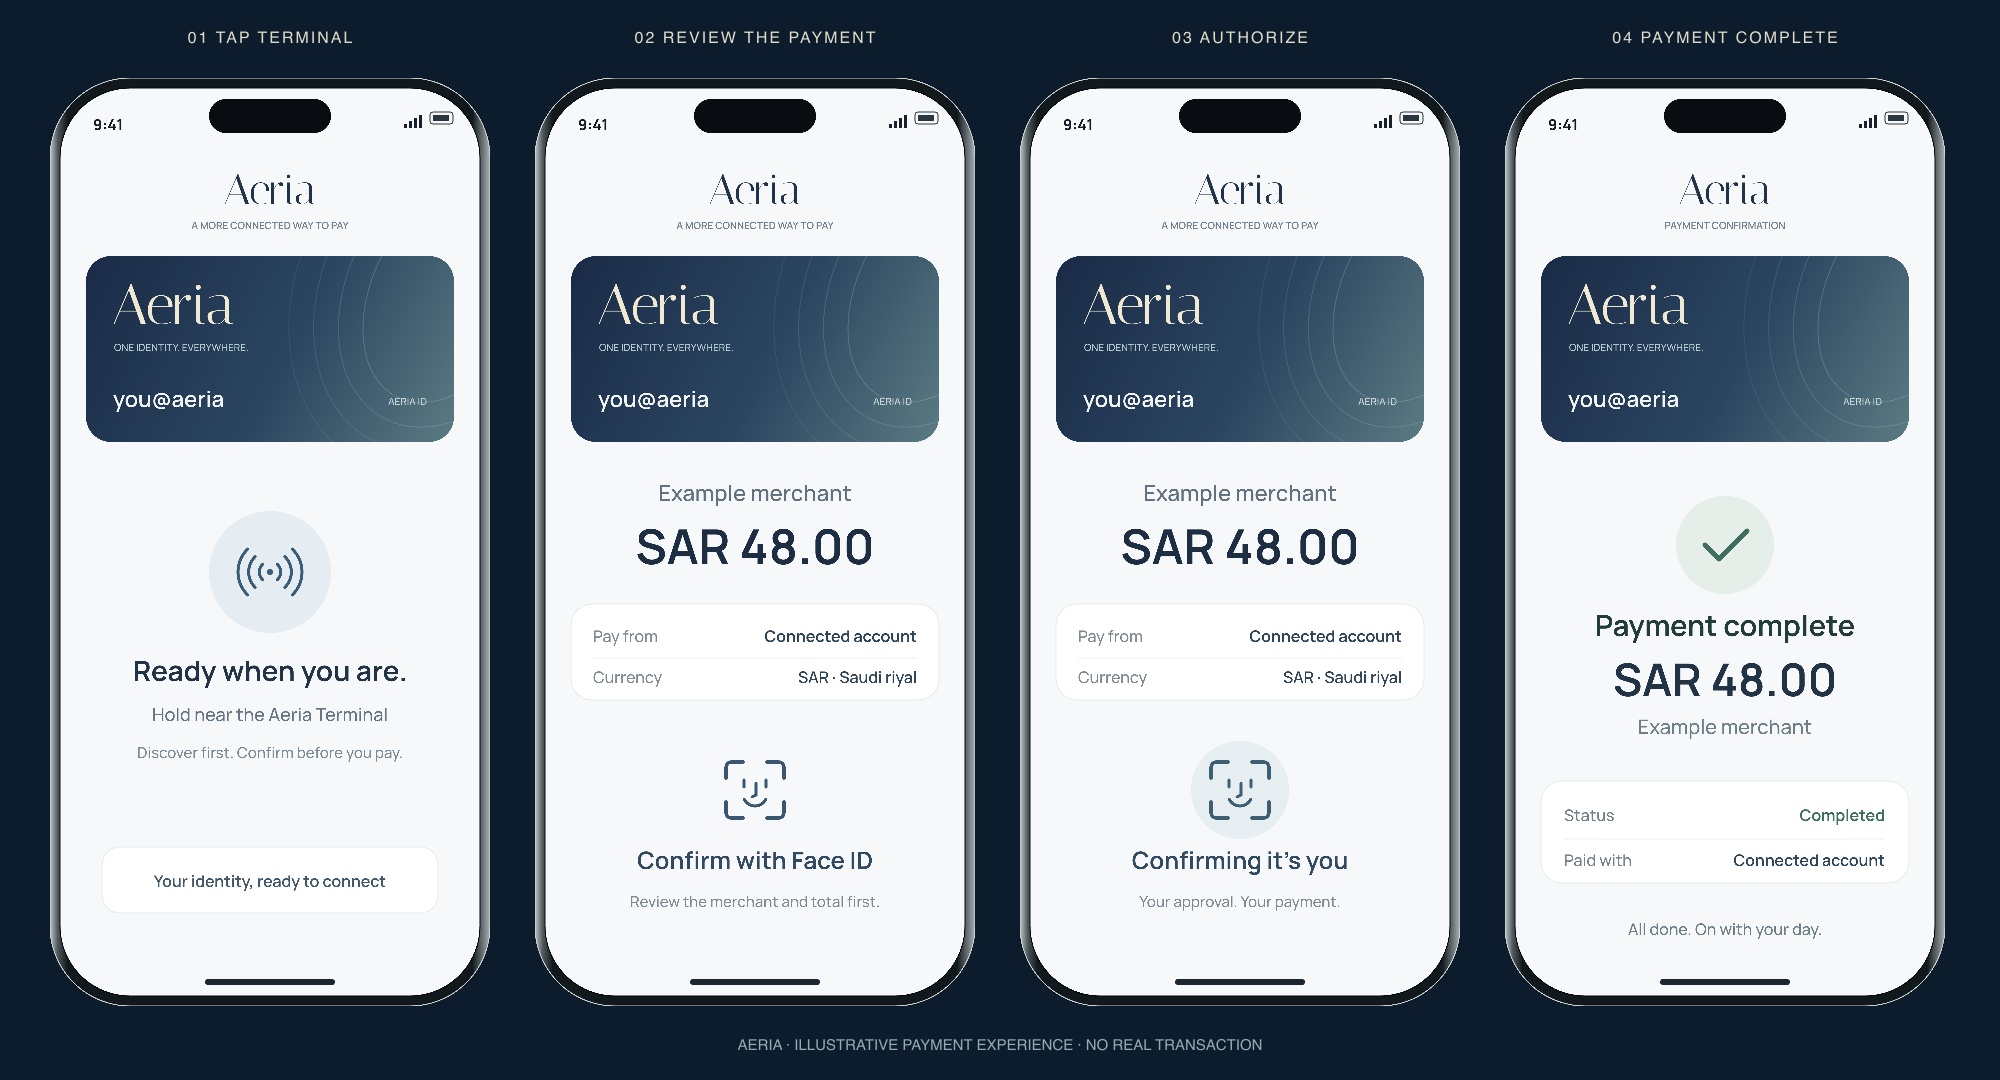 01 TAP TERMINAL
9:41
Aeria
A MORE CONNECTED WAY TO PAY
Aeria
ONE IDENTITY. EVERYWHERE.
you@aeria
AERIA ID
Ready when you are.
Hold near the Aeria Terminal
Discover first. Confirm before you pay.
Your identity, ready to connect
02 REVIEW THE PAYMENT
9:41
Aeria
A MORE CONNECTED WAY TO PAY
Aeria
ONE IDENTITY. EVERYWHERE.
you@aeria
AERIA ID
Example merchant
SAR 48.00
Pay from Connected account
Currency SAR · Saudi riyal
Confirm with Face ID
Review the merchant and total first.
03 AUTHORIZE
9:41
Aeria
A MORE CONNECTED WAY TO PAY
Aeria
ONE IDENTITY. EVERYWHERE.
you@aeria
AERIA ID
Example merchant
SAR 48.00
Pay from Connected account
Currency SAR · Saudi riyal
Confirming it’s you
Your approval. Your payment.
04 PAYMENT COMPLETE
9:41
Aeria
PAYMENT CONFIRMATION
Aeria
ONE IDENTITY. EVERYWHERE.
you@aeria
AERIA ID
Payment complete
SAR 48.00
Example merchant
Status Completed
Paid with Connected account
All done. On with your day.
AERIA · ILLUSTRATIVE PAYMENT EXPERIENCE · NO REAL TRANSACTION